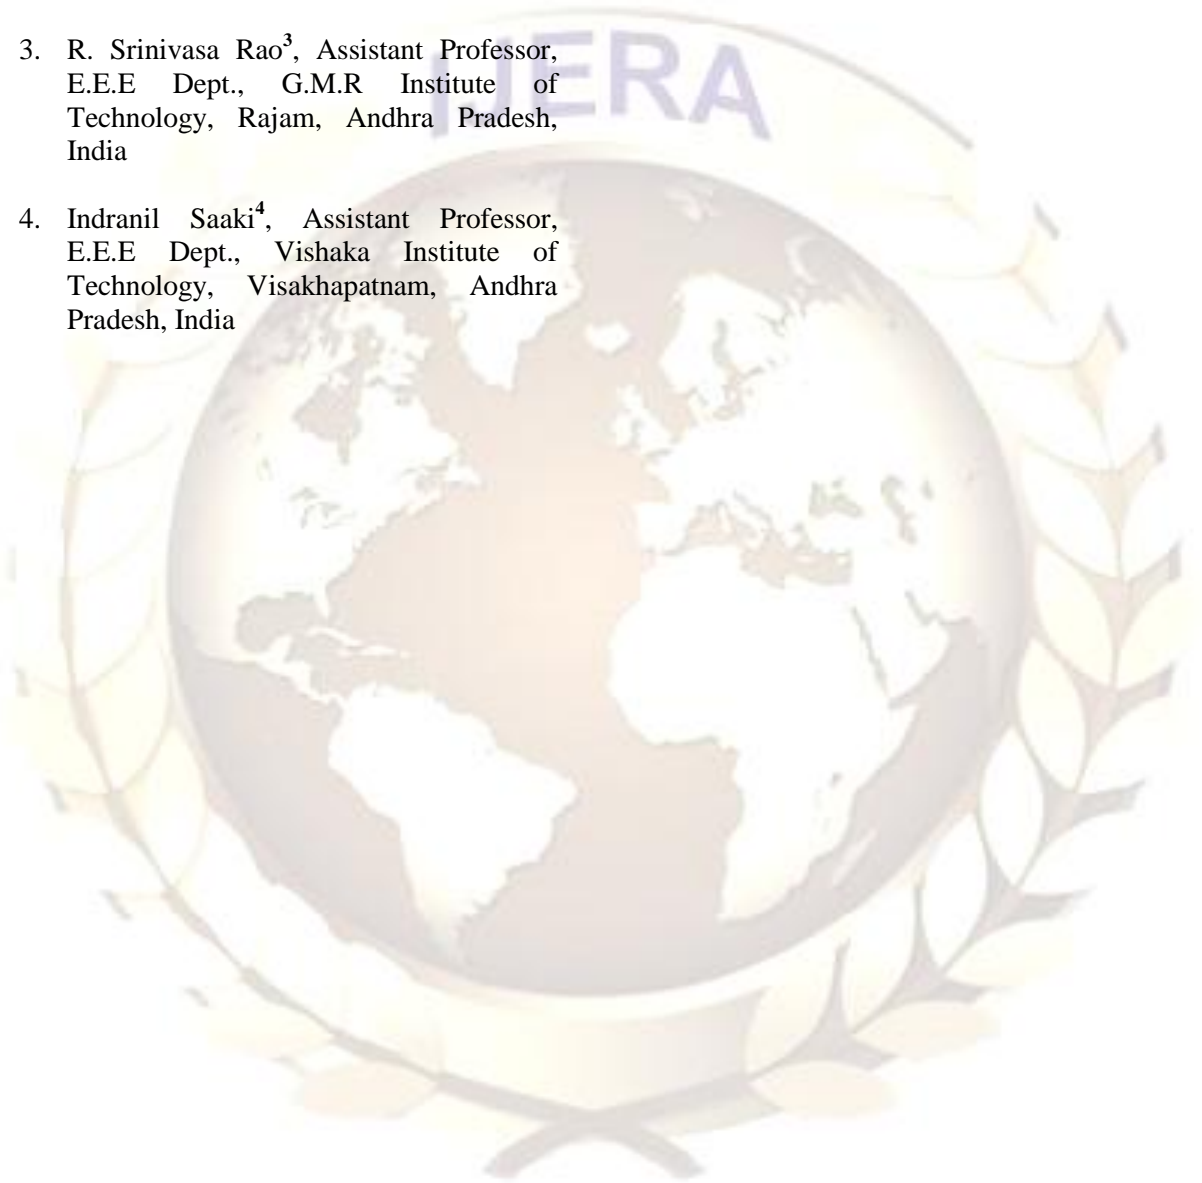 IJERA
3. R. Srinivasa Rao3, Assistant Professor,
E.E.E Dept., G.M.R Institute of
Technology, Rajam, Andhra Pradesh,
India
4. Indranil Saaki4, Assistant Professor,
E.E.E Dept., Vishaka Institute of
Technology, Visakhapatnam, Andhra
Pradesh, India